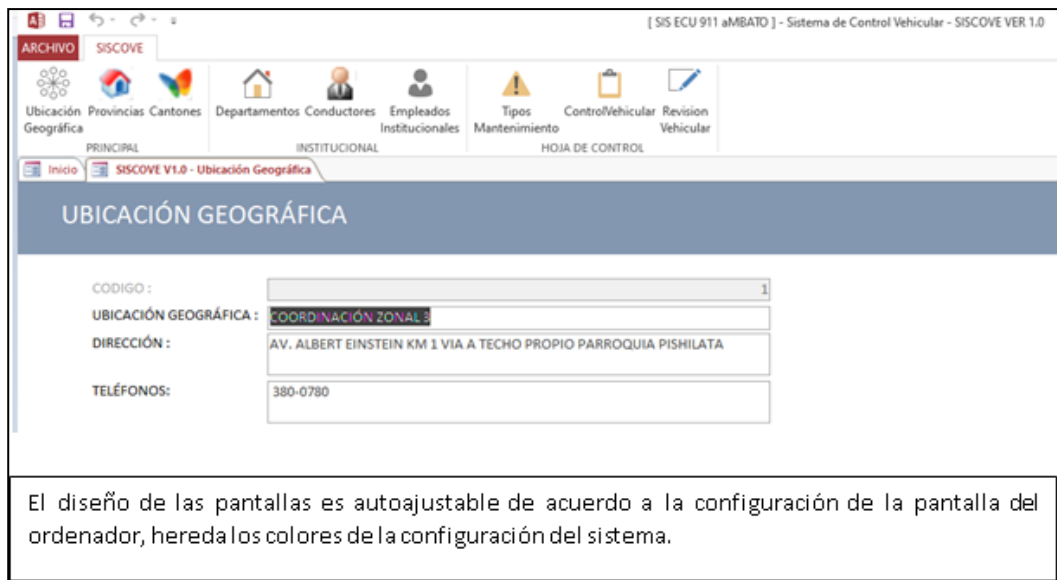 [ SIS ECU 911 aMBATO ] - Sistema de Control Vehicular - SISCOVE VER 1.0
ARCHIVO SISCOVE
Ubicación Provincias Cantones Departamentos Conductores Empleados Tipos ControlVehicular Revision
Geográfica Institucionales Mantenimiento Vehicular
PRINCIPAL INSTITUCIONAL HOJA DE CONTROL
Inicio SISCOVE V1.0 - Ubicación Geográfica
UBICACIÓN GEOGRÁFICA
CODIGO : 1
UBICACIÓN GEOGRÁFICA : COORDINACIÓN ZONAL 3
DIRECCIÓN : AV. ALBERT EINSTEIN KM 1 VIA A TECHO PROPIO PARROQUIA PISHILATA
TELÉFONOS: 380-0780
El diseño de las pantallas es autoajustable de acuerdo a la configuración de la pantalla del
ordenador, hereda los colores de la configuración del sistema.